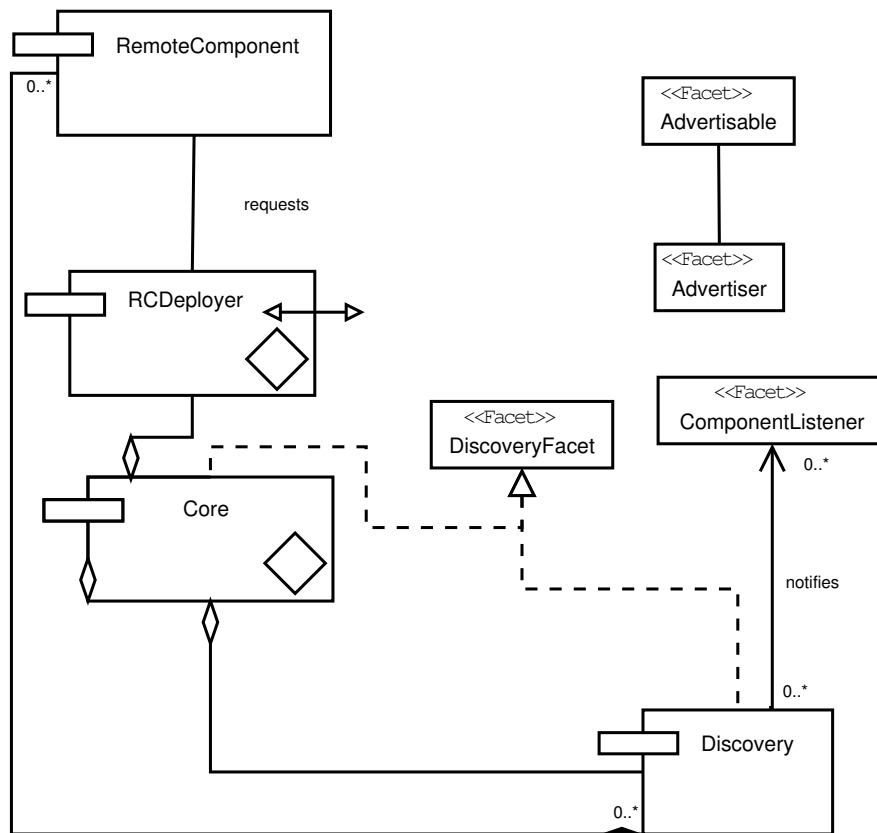 RemoteComponent
0..*
<<Facet>>
Advertisable
requests
<<Facet>>
Advertiser
RCDeployer
<<Facet>>
ComponentListener
<<Facet>>
DiscoveryFacet
0..*
Core
notifies
0..*
Discovery
0..*